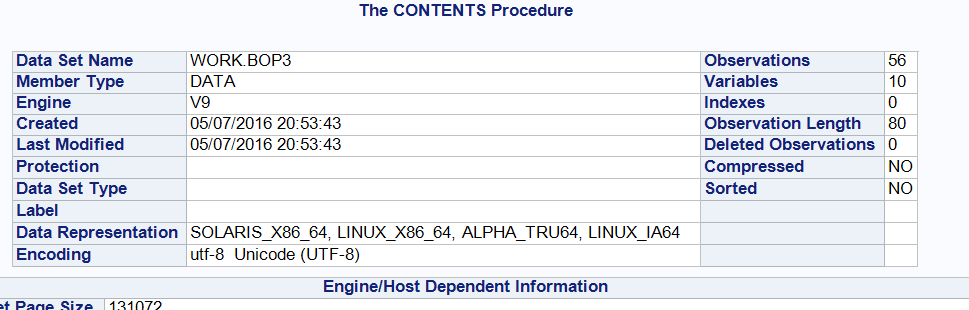 The CONTENTS Procedure
Data Set Name WORK.BOP3 Observations 56
Member Type DATA Variables 10
Engine V9 Indexes 0
Created 05/07/2016 20:53:43 Observation Length 80
Last Modified 05/07/2016 20:53:43 Deleted Observations 0
Protection Compressed NO
Data Set Type Sorted NO
Label
Data Representation SOLARIS_X86_64, LINUX_X86_64, ALPHA_TRU64, LINUX_IA64
Encoding utf-8 Unicode (UTF-8)
Engine/Host Dependent Information
et Page Size 131072